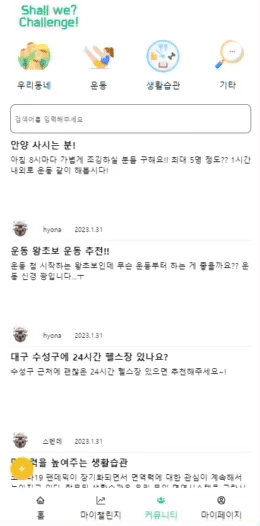 Shall we?
Challenge!
우리동네 운동 생활습관 기타
검색어를 입력해주세요
안양 사시는 분!
아침 8시마다 가볍게 조깅하실 분들 구해요!! 최대 5명 정도?? 1시간
내외로 운동 같이 해봅시다!
hyona 2023.1.31
운동 왕초보 운동 추천!!
운동 첨 시작하는 왕초보인데 무슨 운동부터 하는 게 좋을까요?? 운
동 신경 꽝입니다...ㅜ
hyona 2023.1.31
대구 수성구에 24시간 헬스장 있나요?
수성구 근처에 괜찮은 24시간 헬스장 있으면 추천해주세요~!
스펀데 2023.1.31
력을 높여주는 생활습관
19 팬데믹이 장기화되면서 면역력에 대한 관심이 계속해서
홈 마이챌린지 커뮤니티 마이페이지